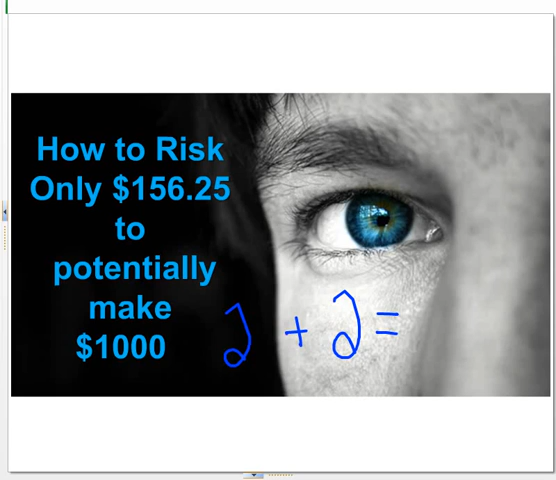 How to Risk
Only $156.25
to
potentially
make
$1000
2 + 2 =